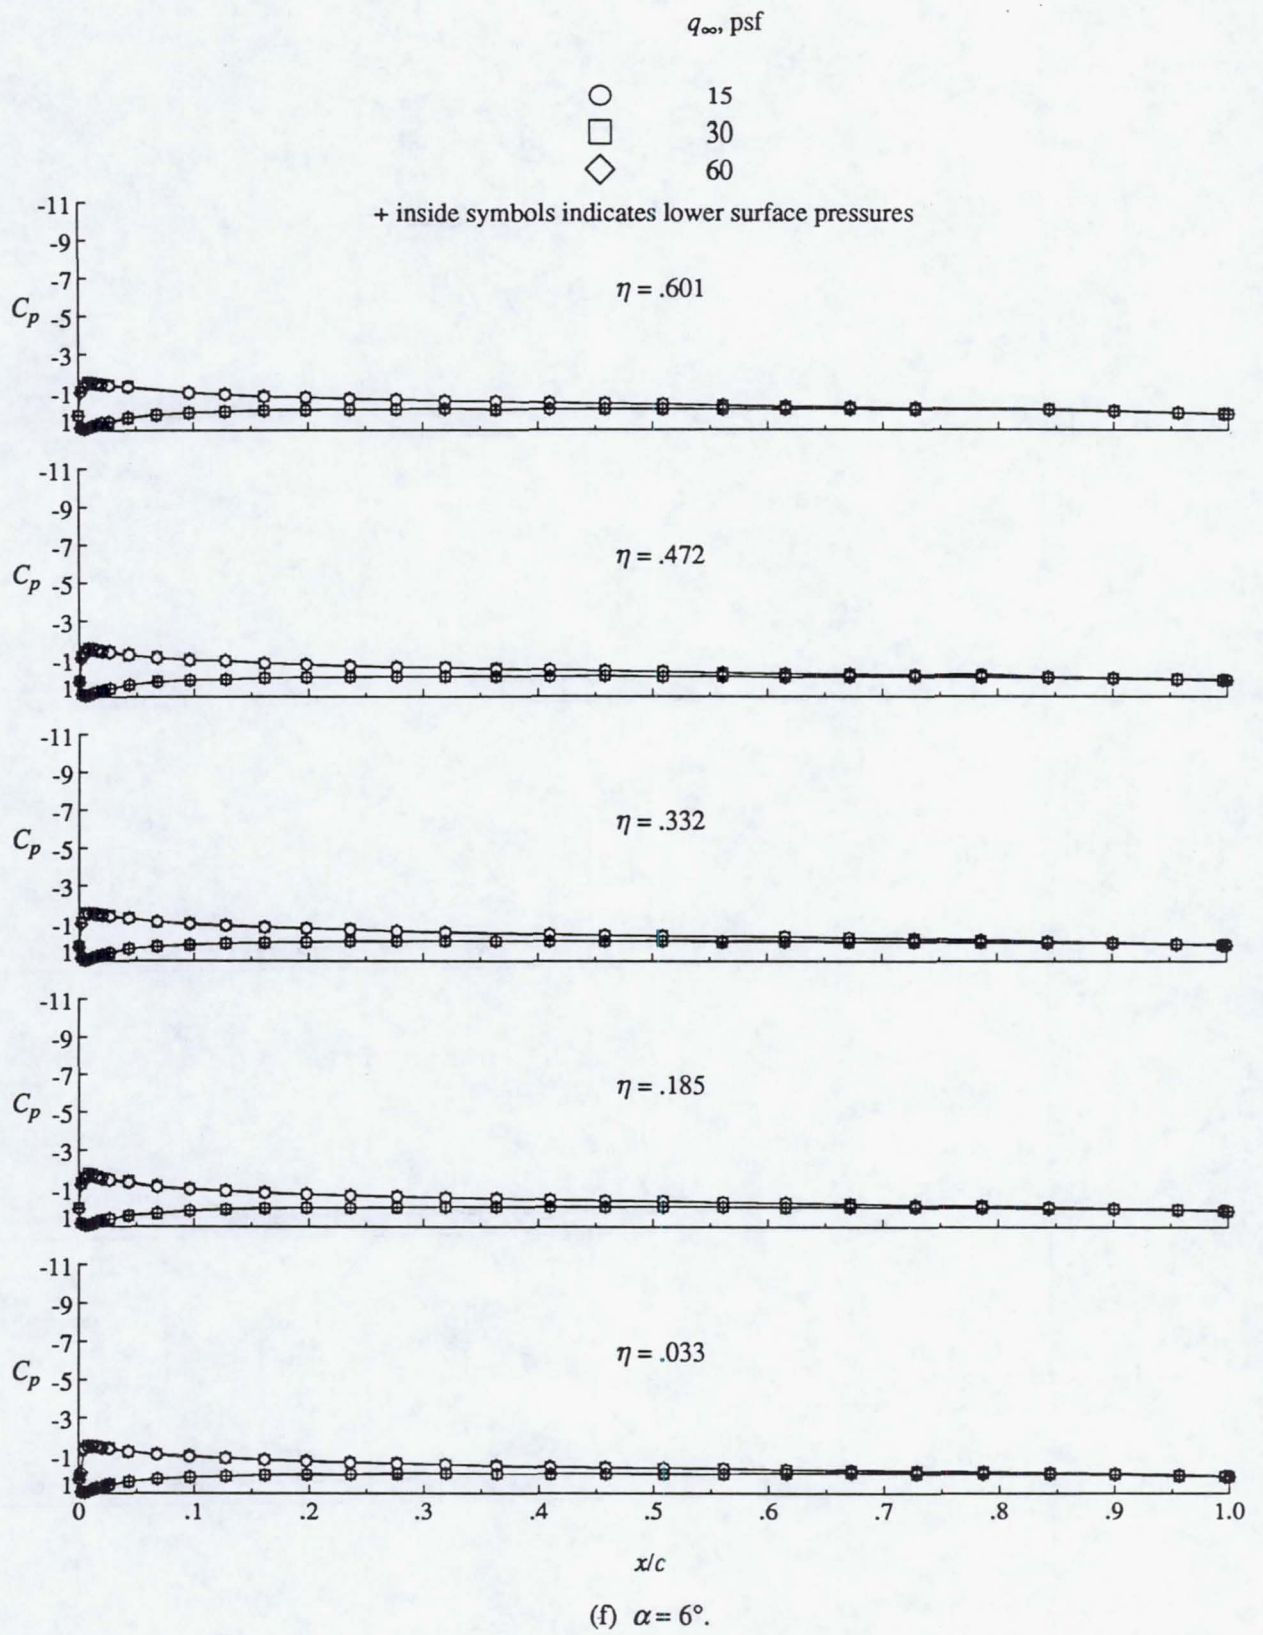 q∞, psf
○ 15
□ 30
◇ 60
+ inside symbols indicates lower surface pressures
-11
-9
-7
Cp -5
-3
-1
1
η = .601
-11
-9
-7
Cp -5
-3
-1
1
η = .472
-11
-9
-7
Cp -5
-3
-1
1
η = .332
-11
-9
-7
Cp -5
-3
-1
1
η = .185
-11
-9
-7
Cp -5
-3
-1
1
η = .033
0 .1 .2 .3 .4 .5 .6 .7 .8 .9 1.0
x/c
(f) α = 6°.